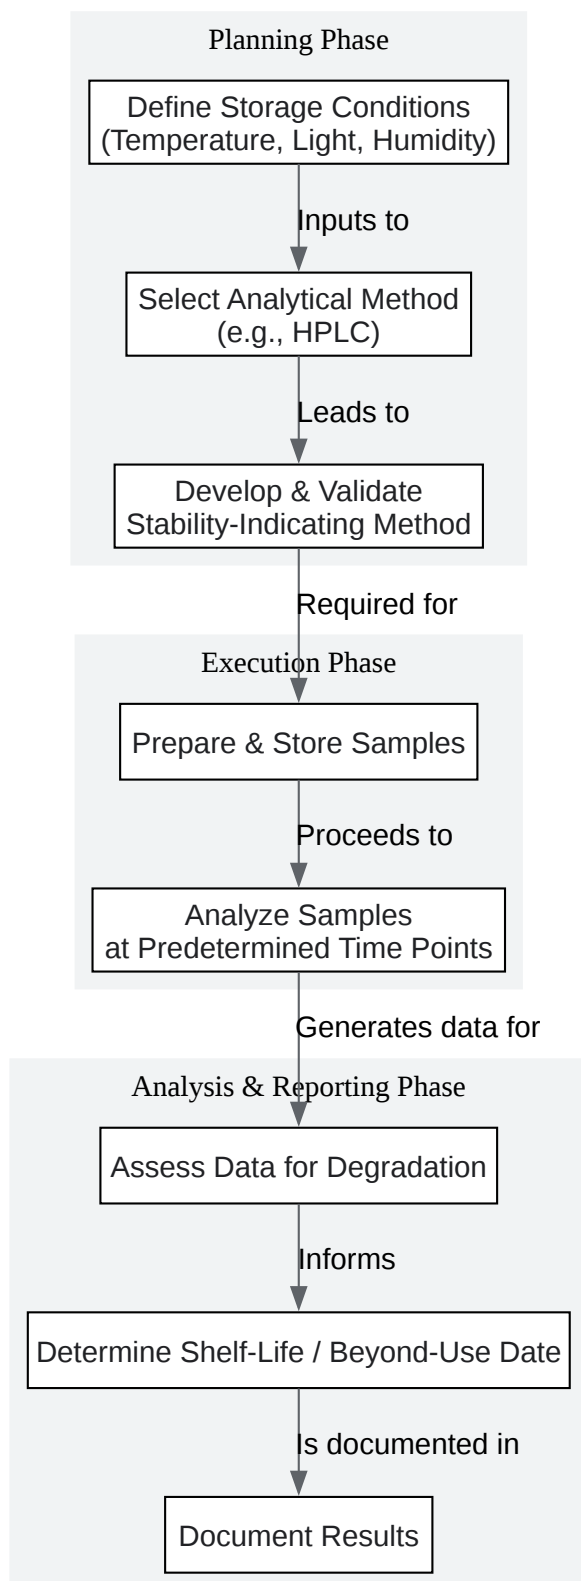 Planning Phase
Define Storage Conditions
(Temperature, Light, Humidity)
Inputs to
Select Analytical Method
(e.g., HPLC)
Leads to
Develop & Validate
Stability-Indicating Method
Required for
Execution Phase
Prepare & Store Samples
Proceeds to
Analyze Samples
at Predetermined Time Points
Generates data for
Analysis & Reporting Phase
Assess Data for Degradation
Informs
Determine Shelf-Life / Beyond-Use Date
Is documented in
Document Results